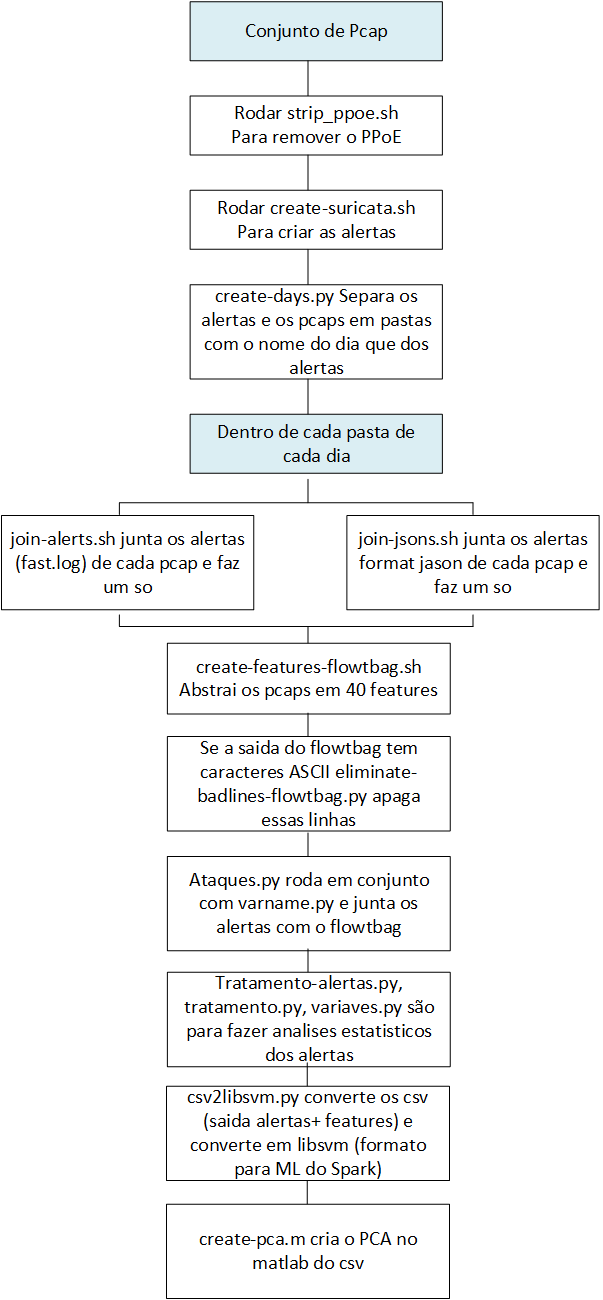 Conjunto de Pcap
Rodar strip_ppoe.sh
Para remover o PPoE
Rodar create-suricata.sh
Para criar as alertas
create-days.py Separa os
alertas e os pcaps em pastas
com o nome do dia que dos
alertas
Dentro de cada pasta de
cada dia
join-alerts.sh junta os alertas
(fast.log) de cada pcap e faz
um so
join-jsons.sh junta os alertas
format jason de cada pcap e
faz um so
create-features-flowtbag.sh
Abstrai os pcaps em 40 features
Se a saida do flowtbag tem
caracteres ASCII eliminate-
badlines-flowtbag.py apaga
essas linhas
Ataques.py roda em conjunto
com varname.py e junta os
alertas com o flowtbag
Tratamento-alertas.py,
tratamento.py, variaves.py são
para fazer analises estatisticos
dos alertas
csv2libsvm.py converte os csv
(saida alertas+ features) e
converte em libsvm (formato
para ML do Spark)
create-pca.m cria o PCA no
matlab do csv